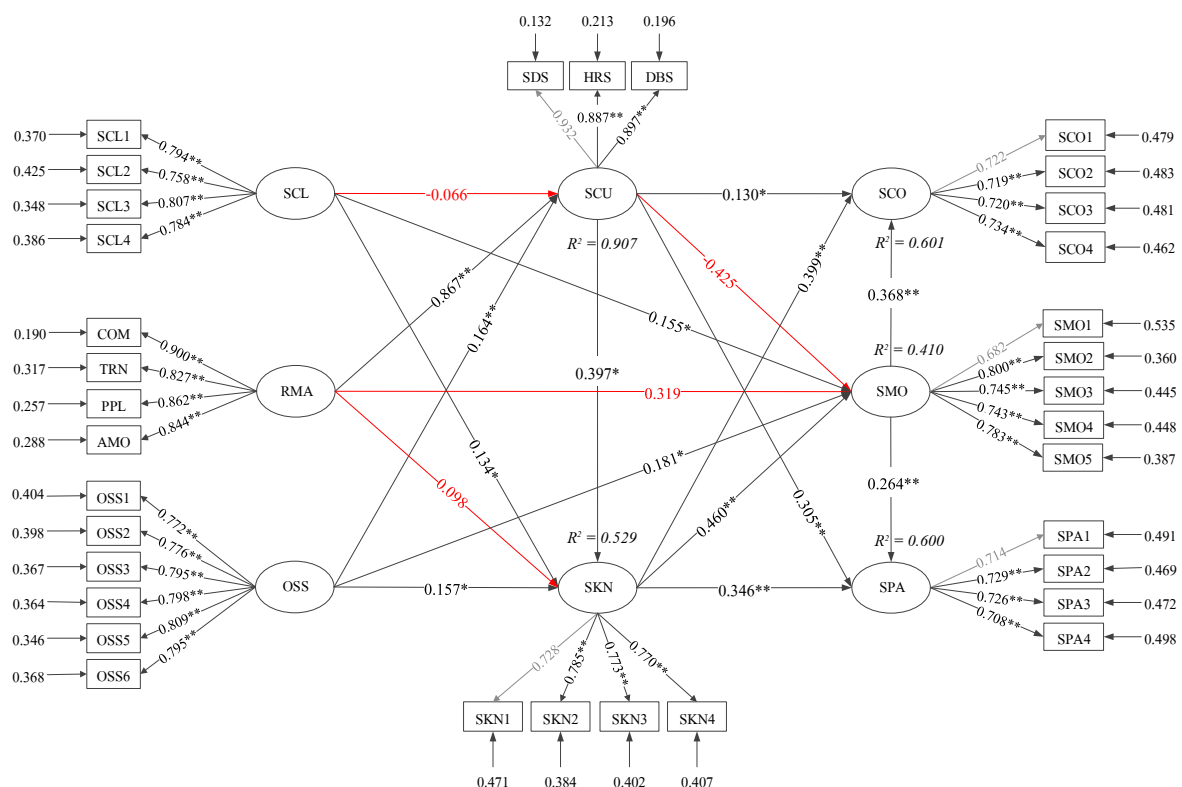 0.132
0.213
0.196
SDS
HRS
DBS
0.932
0.887**
0.897**
0.370
SCL1
0.794**
0.425
SCL2
0.758**
0.348
SCL3
0.807**
0.386
SCL4
0.784**
SCL
-0.066
SCU
0.130*
SCO
0.722
SCO1
0.479
0.719**
SCO2
0.483
0.720**
SCO3
0.481
0.734**
SCO4
0.462
R² = 0.907
R² = 0.601
0.867**
0.164**
0.399**
-0.425
0.155*
0.368**
0.190
COM
0.900**
0.317
TRN
0.827**
0.257
PPL
0.862**
0.288
AMO
0.844**
RMA
0.397*
0.319
R² = 0.410
SMO
0.682
SMO1
0.535
0.800**
SMO2
0.360
0.745**
SMO3
0.445
0.743**
SMO4
0.448
0.783**
SMO5
0.387
0.134*
0.098
0.181*
0.460**
0.305**
0.264**
0.404
OSS1
0.772**
0.398
OSS2
0.776**
0.367
OSS3
0.795**
0.364
OSS4
0.798**
0.346
OSS5
0.809**
0.368
OSS6
0.795**
OSS
0.157*
R² = 0.529
SKN
0.346**
R² = 0.600
SPA
0.714
SPA1
0.491
0.729**
SPA2
0.469
0.726**
SPA3
0.472
0.708**
SPA4
0.498
0.728
0.785**
0.773**
0.770**
SKN1
SKN2
SKN3
SKN4
0.471
0.384
0.402
0.407